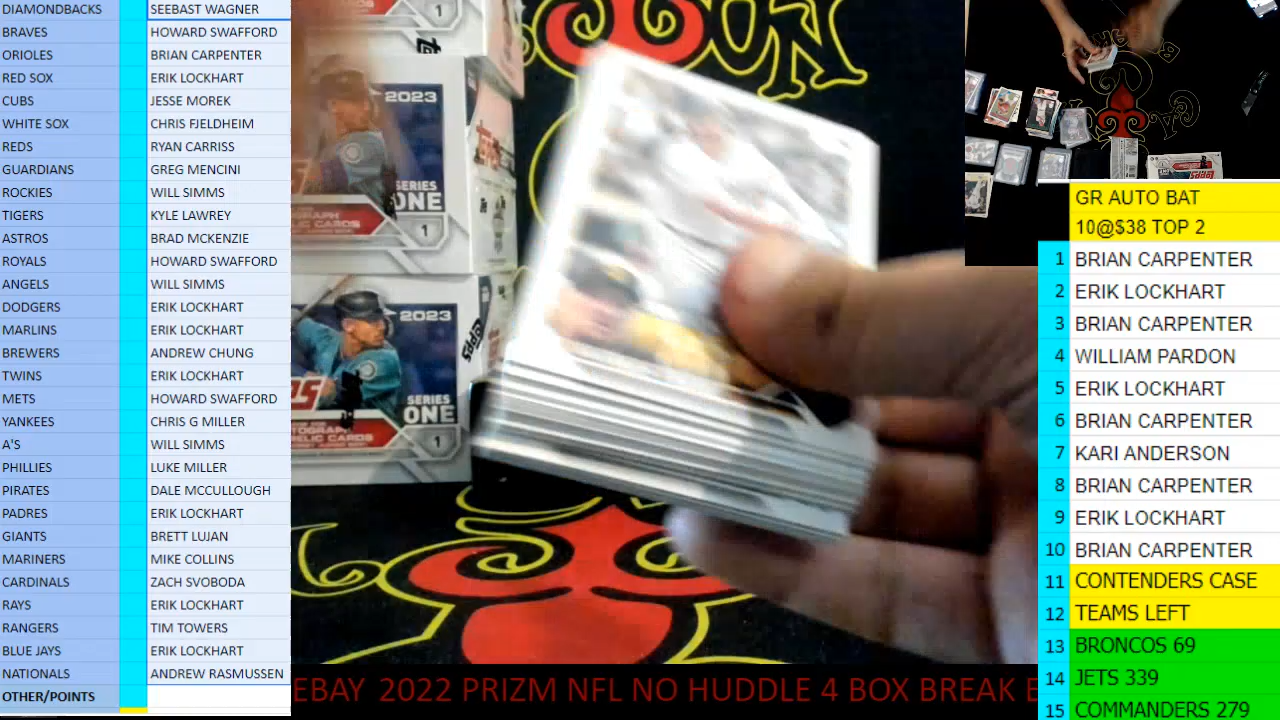 DIAMONDBACKS SEEBAST WAGNER
BRAVES HOWARD SWAFFORD
ORIOLES BRIAN CARPENTER
RED SOX ERIK LOCKHART
CUBS JESSE MOREK
WHITE SOX CHRIS FJELDHEIM
REDS RYAN CARRISS
GUARDIANS GREG MENCINI
ROCKIES WILL SIMMS
TIGERS KYLE LAWREY
ASTROS BRAD MCKENZIE
ROYALS HOWARD SWAFFORD
ANGELS WILL SIMMS
DODGERS ERIK LOCKHART
MARLINS ERIK LOCKHART
BREWERS ANDREW CHUNG
TWINS ERIK LOCKHART
METS HOWARD SWAFFORD
YANKEES CHRIS G MILLER
A'S WILL SIMMS
PHILLIES LUKE MILLER
PIRATES DALE MCCULLOUGH
PADRES ERIK LOCKHART
GIANTS BRETT LUJAN
MARINERS MIKE COLLINS
CARDINALS ZACH SVOBODA
RAYS ERIK LOCKHART
RANGERS TIM TOWERS
BLUE JAYS ERIK LOCKHART
NATIONALS ANDREW RASMUSSEN
OTHER/POINTS
2023
SERIES
ONE
1
2023
Topps
SERIES
ONE
1
GR AUTO BAT
10@$38 TOP 2
1 BRIAN CARPENTER
2 ERIK LOCKHART
3 BRIAN CARPENTER
4 WILLIAM PARDON
5 ERIK LOCKHART
6 BRIAN CARPENTER
7 KARI ANDERSON
8 BRIAN CARPENTER
9 ERIK LOCKHART
10 BRIAN CARPENTER
11 CONTENDERS CASE
12 TEAMS LEFT
13 BRONCOS 69
14 JETS 339
15 COMMANDERS 279
EBAY 2022 PRIZM NFL NO HUDDLE 4 BOX BREAK